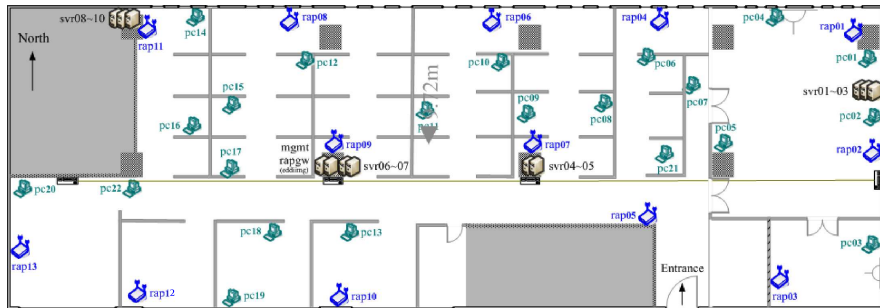 svr08~10
pc14
rap11
rap08
rap06
rap04
pc04
rap01
North
pc12
pc10
pc06
pc01
pc15
pc16
pc11
pc09
pc08
pc07
svr01~03
pc02
mgmt
rapgw
rap09
rap07
pc05
rap02
pc17
svr06~07
svr04~05
pc21
pc20
pc22
rap05
pc18
pc13
pc03
rap13
rap12
pc19
rap10
Entrance
rap03